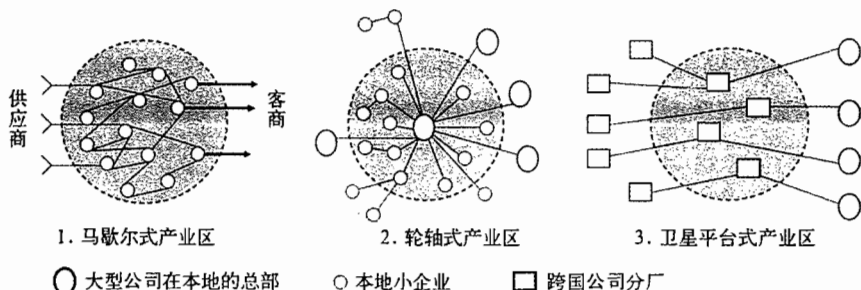 供应商
客商
1. 马歇尔式产业区
2. 轮轴式产业区
3. 卫星平台式产业区
大型公司在本地的总部
本地小企业
跨国公司分厂